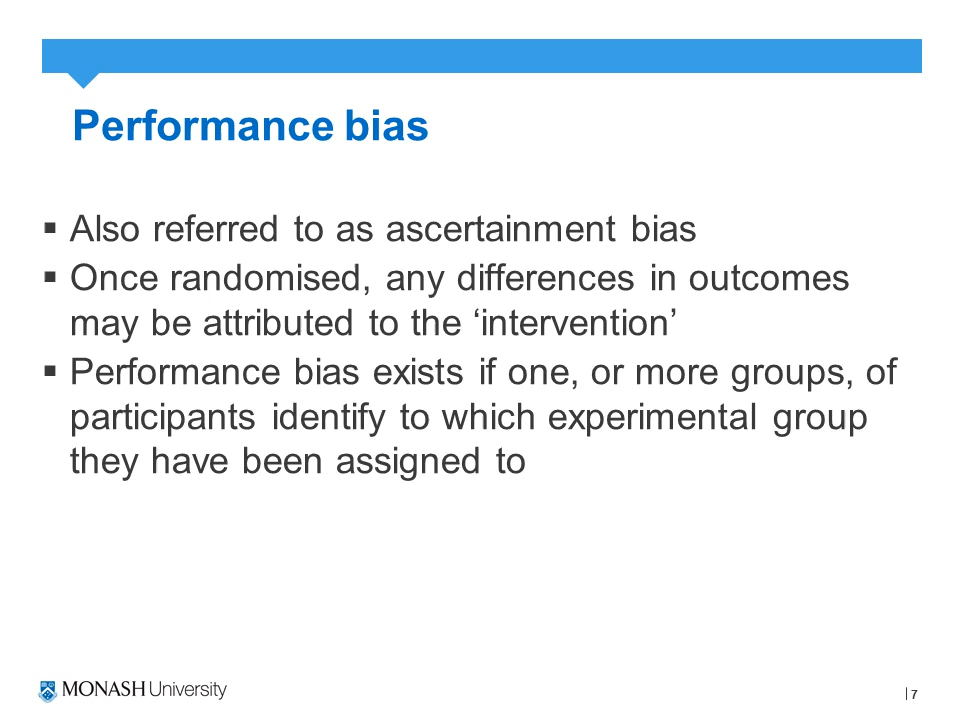 Performance bias
▪ Also referred to as ascertainment bias
▪ Once randomised, any differences in outcomes
may be attributed to the ‘intervention’
▪ Performance bias exists if one, or more groups, of
participants identify to which experimental group
they have been assigned to
MONASH University
| 7